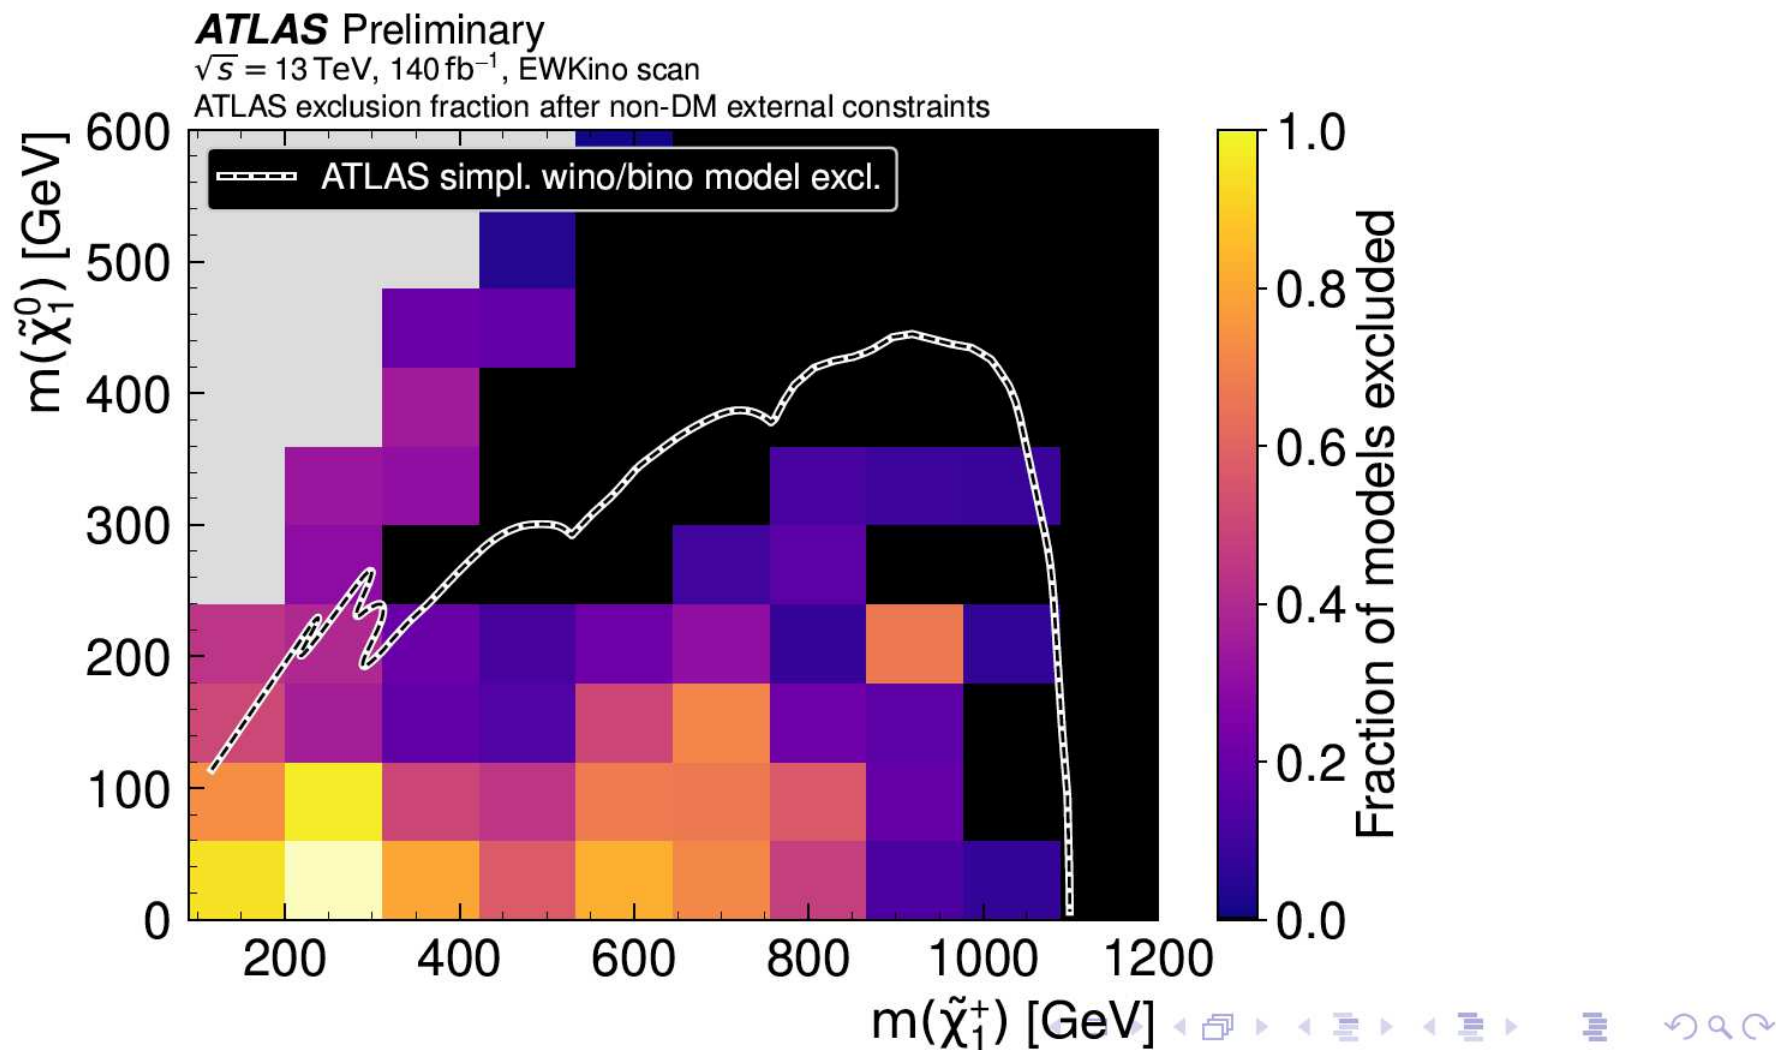 ATLAS Preliminary
√s = 13 TeV, 140 fb⁻¹, EWKino scan
ATLAS exclusion fraction after non-DM external constraints
ATLAS simpl. wino/bino model excl.
m(χ̃₁⁰) [GeV]
600
500
400
300
200
100
0
200 400 600 800 1000 1200
m(χ̃₁⁺) [GeV]
1.0
0.8
0.6
0.4
0.2
0.0
Fraction of models excluded